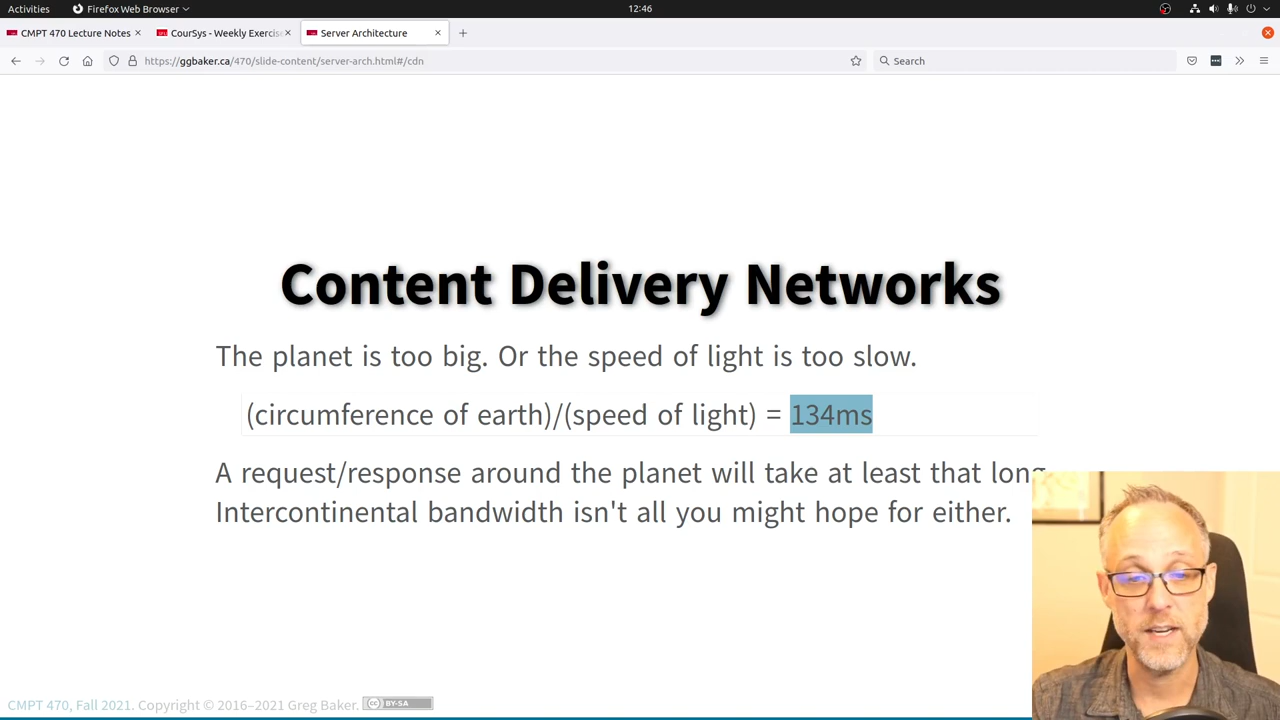 Activities
Firefox Web Browser
12:46
CMPT 470 Lecture Notes
CourSys - Weekly Exercise
Server Architecture
https://ggbaker.ca/470/slide-content/server-arch.html#/cdn
Search
Content Delivery Networks
The planet is too big. Or the speed of light is too slow.
(circumference of earth)/(speed of light) = 134ms
A request/response around the planet will take at least that long.
Intercontinental bandwidth isn't all you might hope for either.
CMPT 470, Fall 2021. Copyright © 2016–2021 Greg Baker.
cc BY-SA